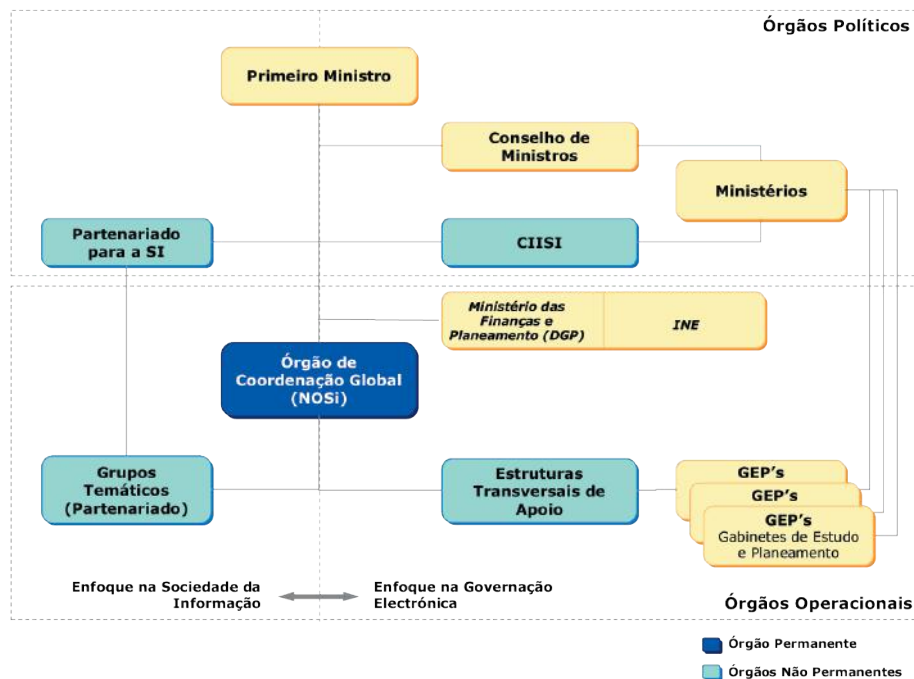 Órgãos Políticos
Primeiro Ministro
Conselho de
Ministros
Ministérios
Partenariado
para a SI
CIISI
Ministério das
Finanças e
Planeamento (DGP)
INE
Órgão de
Coordenação Global
(NOSi)
Grupos
Temáticos
(Partenariado)
Estruturas
Transversais de
Apoio
GEP’s
GEP’s
GEP’s
Gabinetes de Estudo
e Planeamento
Enfoque na Sociedade da
Informação
Enfoque na Governação
Electrónica
Órgãos Operacionais
Órgão Permanente
Órgãos Não Permanentes